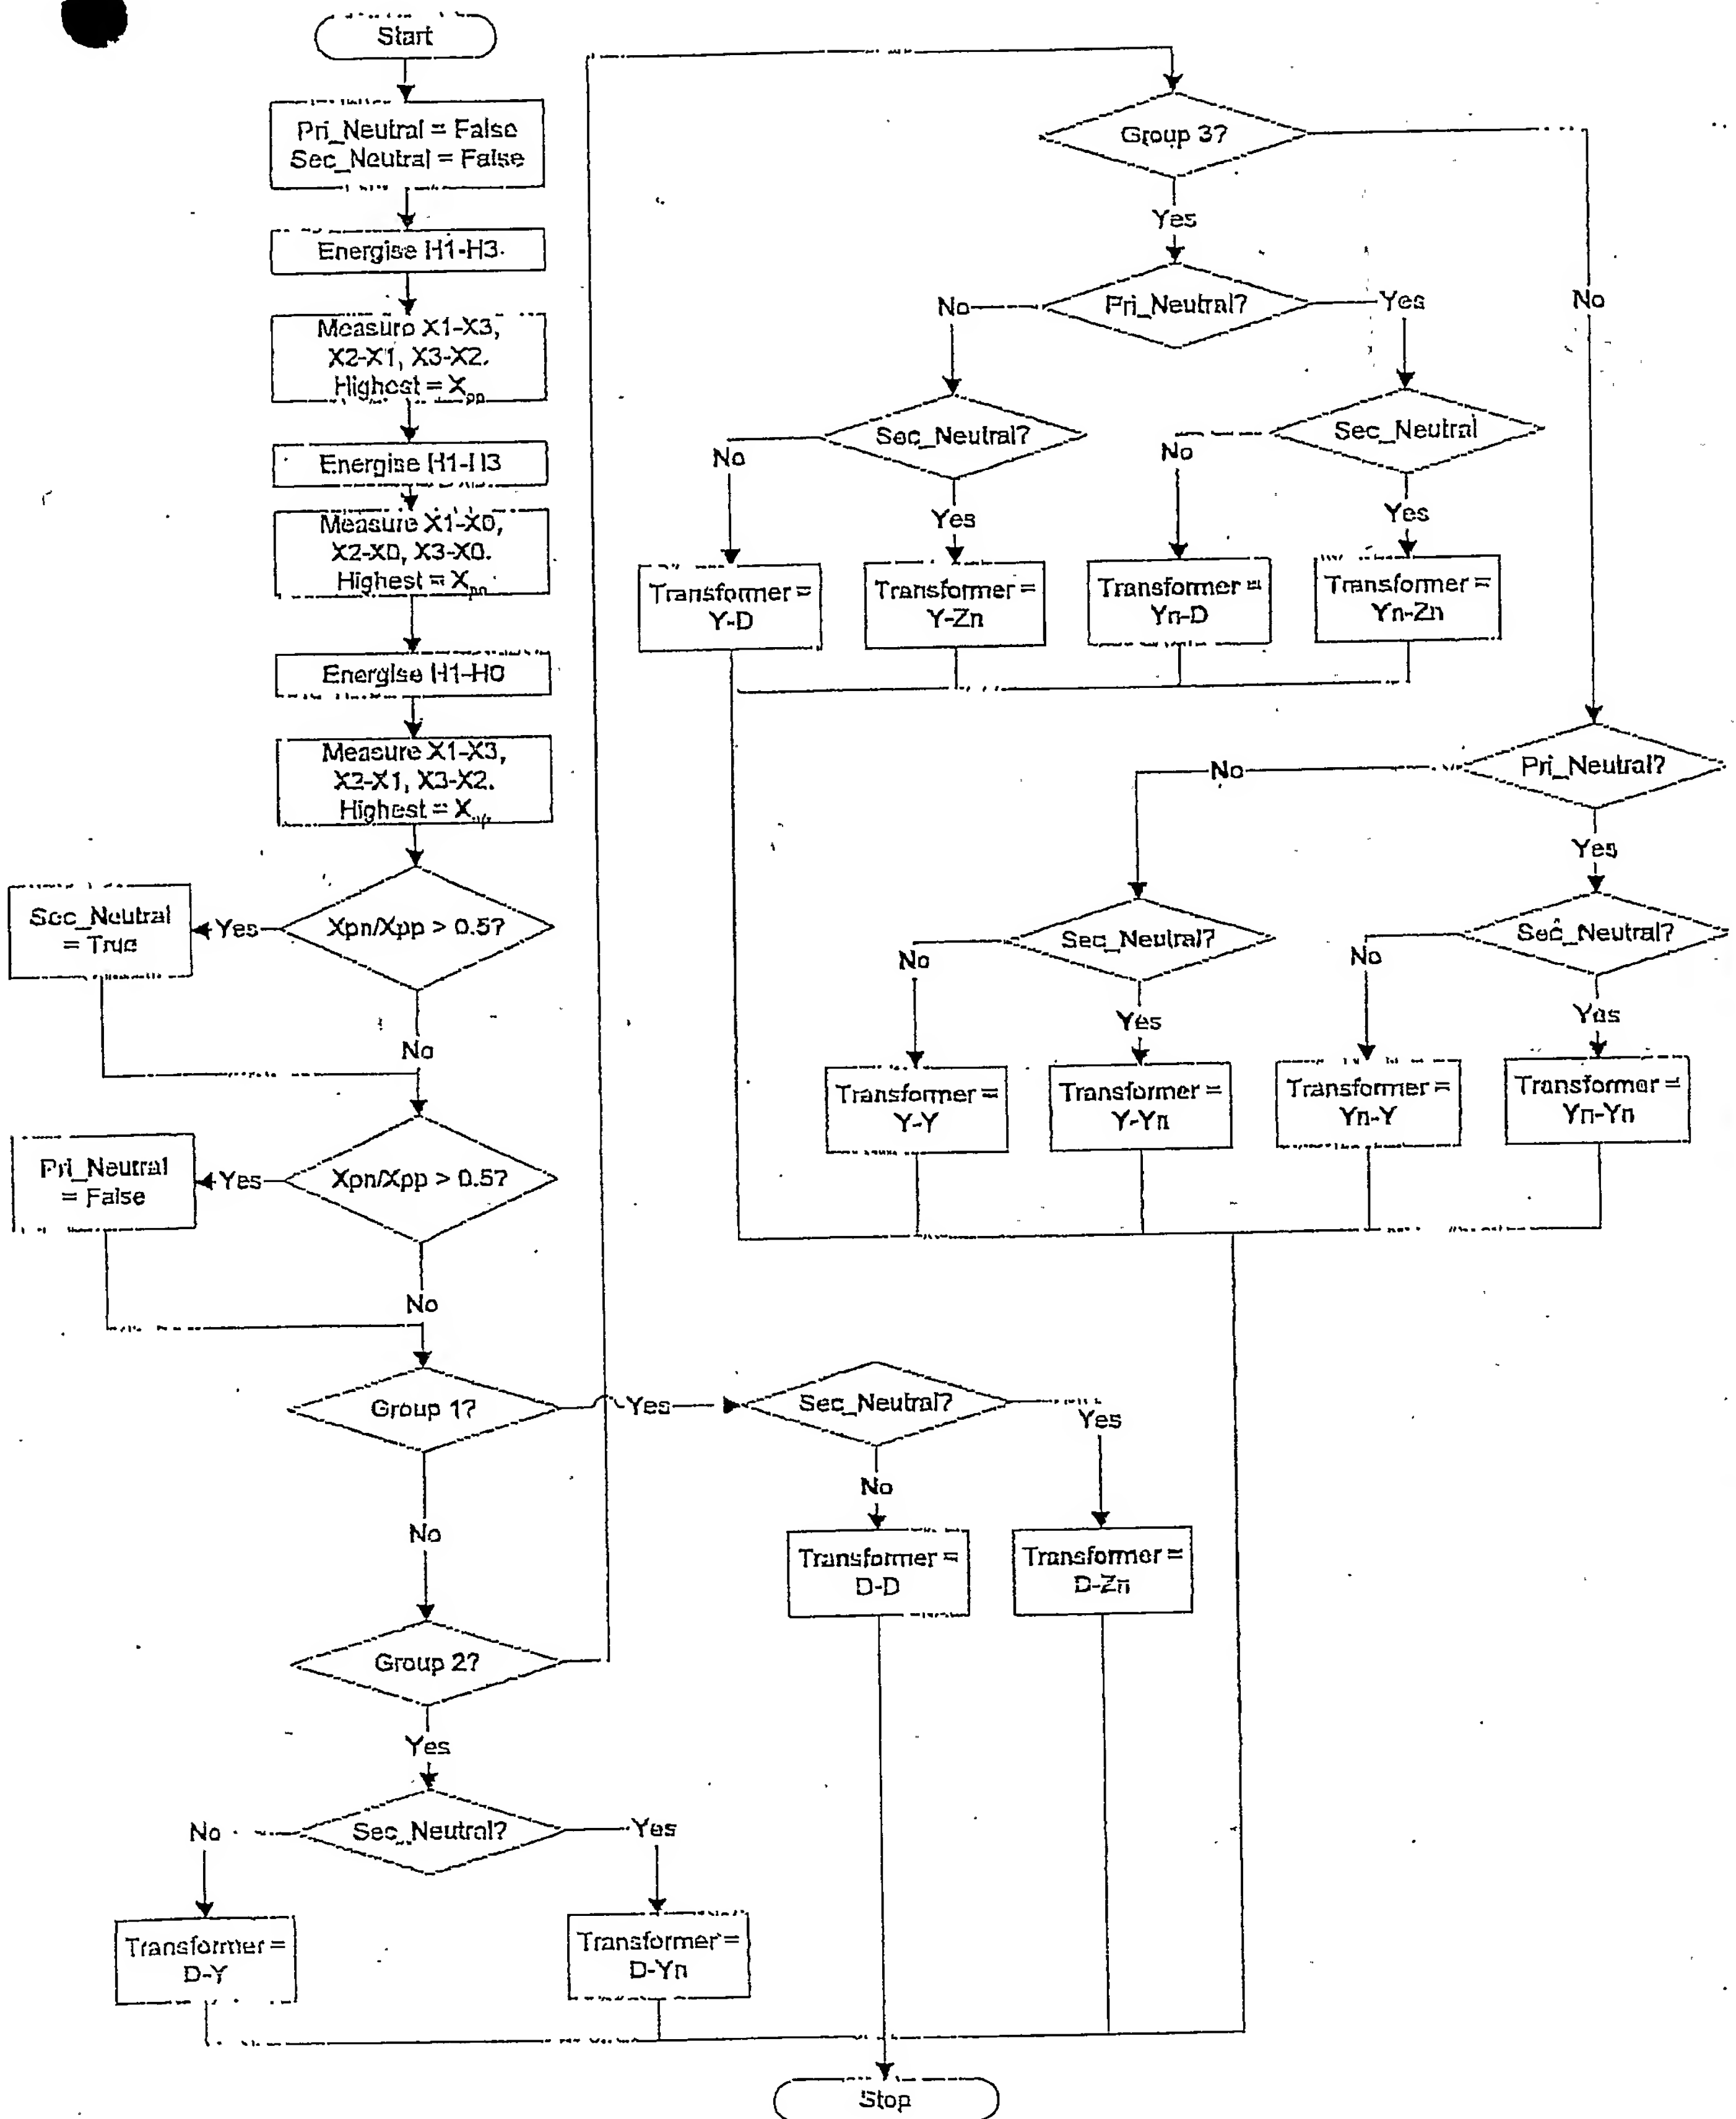 Start
Pri_Neutral = False
Sec_Neutral = False
Energise H1-H3
Measure X1-X3,
X2-X1, X3-X2.
Highest = Xpp
Energise H1-H3
Measure X1-X0,
X2-X0, X3-X0.
Highest = Xpn
Energise H1-H0
Measure X1-X3,
X2-X1, X3-X2.
Highest =
Xpn/Xpp > 0.5?
Yes
Sec_Neutral
= True
No
Xpn/Xpp > 0.5?
Yes
Pri_Neutral
= False
No
Group 1?
Yes
Sec_Neutral?
Yes
No
Transformer =
D-D
Transformer =
D-Zn
No
Group 2?
Yes
Sec_Neutral?
No
Yes
Transformer =
D-Y
Transformer =
D-Yn
Group 3?
Yes
No
Pri_Neutral?
No
Yes
Sec_Neutral?
No
Yes
Sec_Neutral
No
Yes
Transformer =
Y-D
Transformer =
Y-Zn
Transformer =
Yn-D
Transformer =
Yn-Zn
Pri_Neutral?
No
Yes
Sec_Neutral?
No
Yes
Sec_Neutral?
No
Yes
Transformer =
Y-Y
Transformer =
Y-Yn
Transformer =
Yn-Y
Transformer =
Yn-Yn
Stop